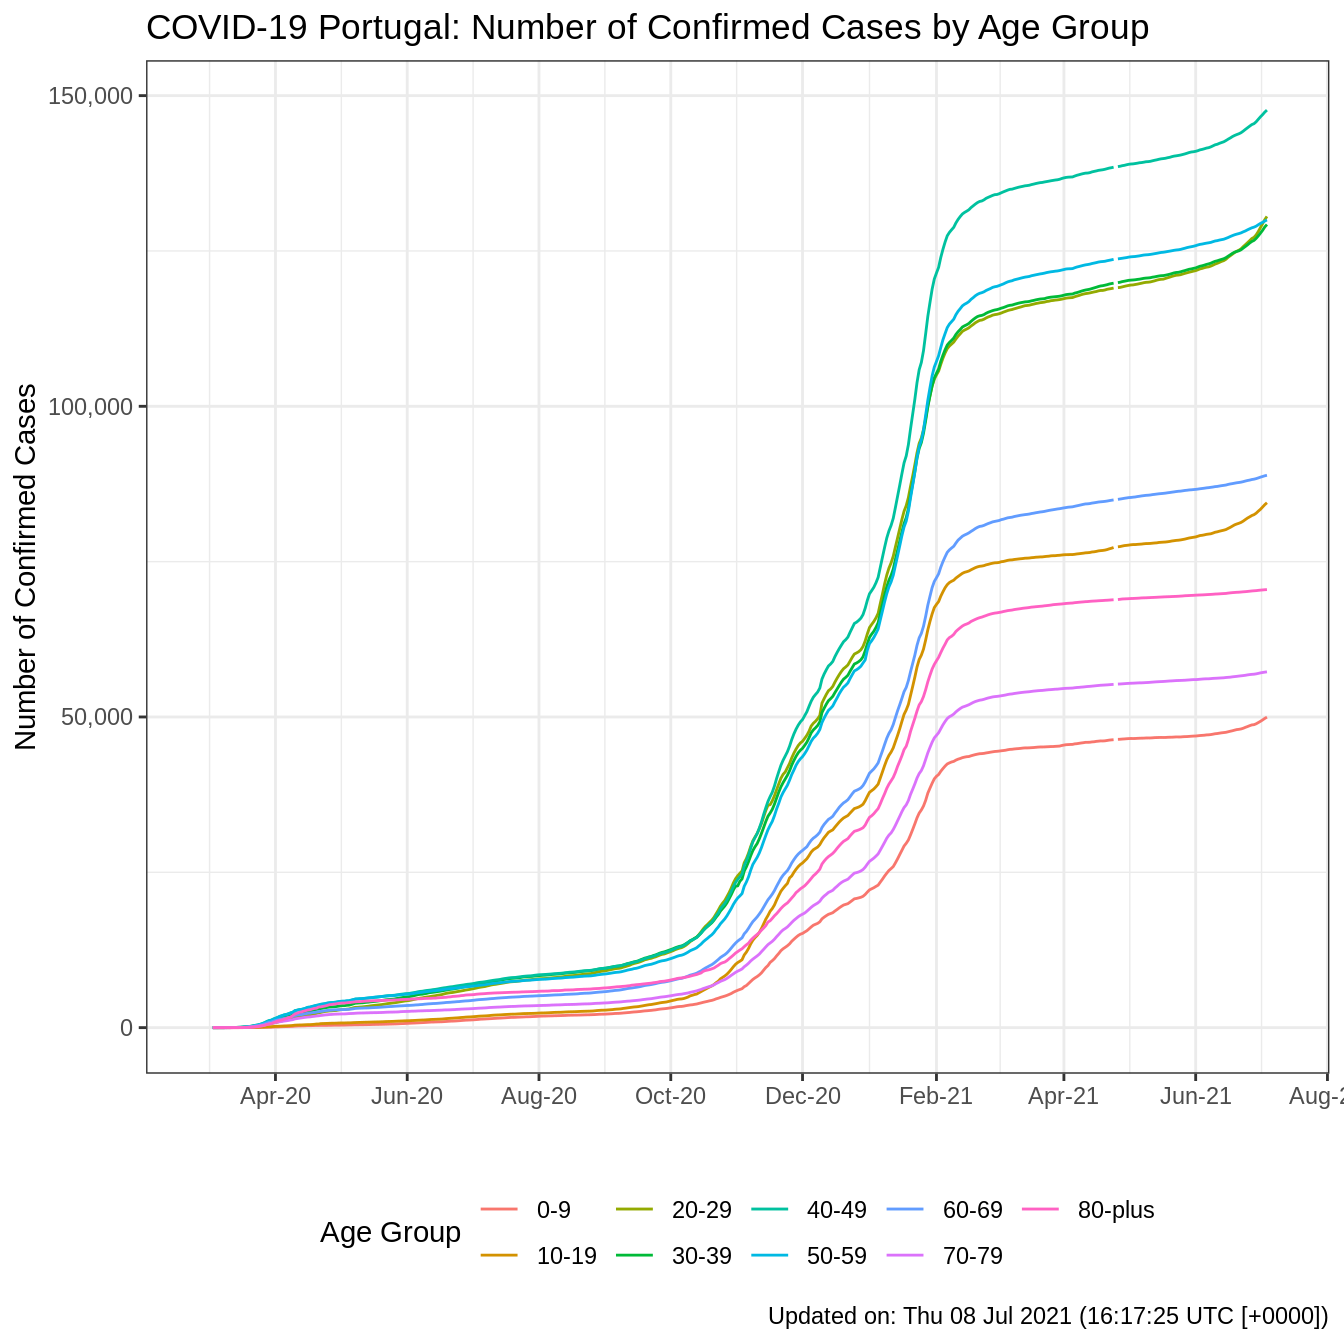 COVID-19 Portugal: Number of Confirmed Cases by Age Group
Number of Confirmed Cases
150,000
100,000
50,000
0
Apr-20 Jun-20 Aug-20 Oct-20 Dec-20 Feb-21 Apr-21 Jun-21 Aug-2
Age Group
0-9 20-29 40-49 60-69 80-plus
10-19 30-39 50-59 70-79
Updated on: Thu 08 Jul 2021 (16:17:25 UTC [+0000])